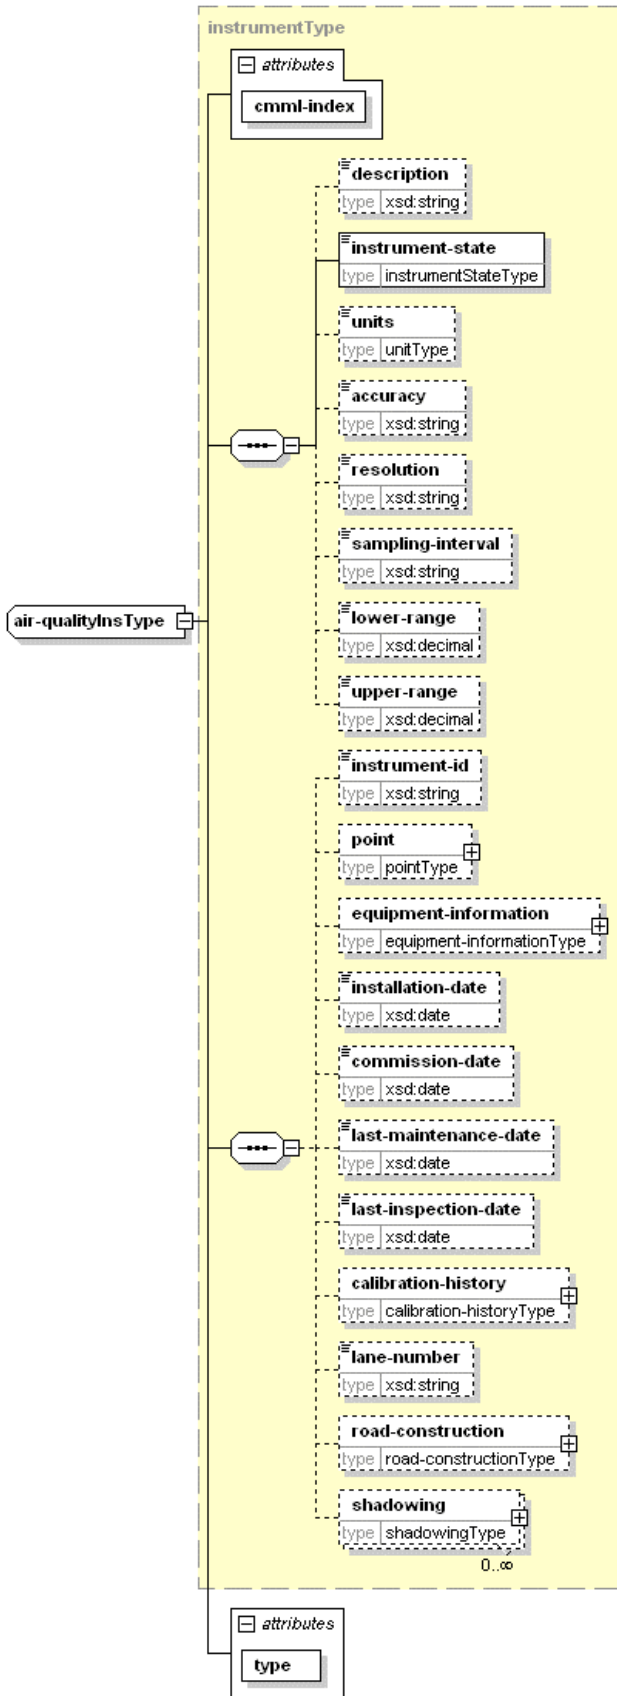 instrumentType
attributes
cmml-index
description
type xsd:string
instrument-state
type instrumentStateType
units
type unitType
accuracy
type xsd:string
resolution
type xsd:string
sampling-interval
type xsd:string
air-qualityInsType
lower-range
type xsd:decimal
upper-range
type xsd:decimal
instrument-id
type xsd:string
point
type pointType
equipment-information
type equipment-informationType
installation-date
type xsd:date
commission-date
type xsd:date
last-maintenance-date
type xsd:date
last-inspection-date
type xsd:date
calibration-history
type calibration-historyType
lane-number
type xsd:string
road-construction
type road-constructionType
shadowing
type shadowingType
0..∞
attributes
type